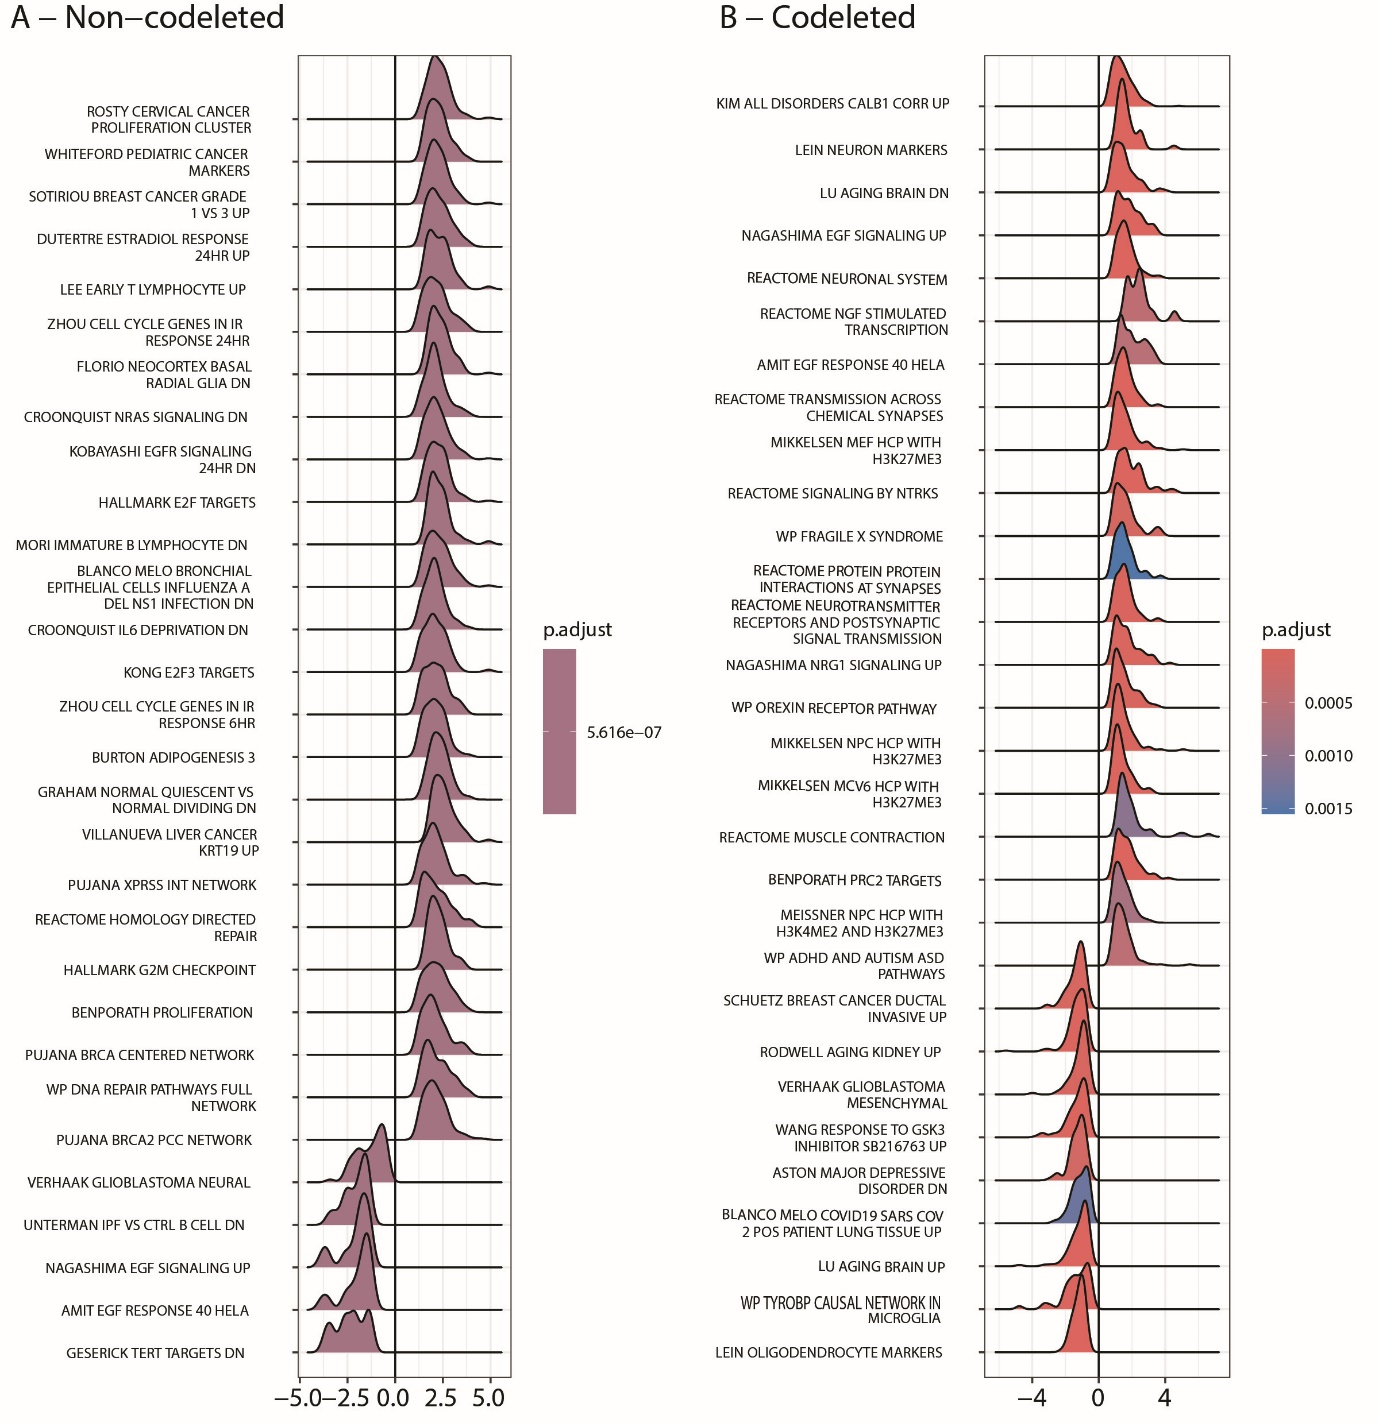 A – Non–codeleted
ROSTY CERVICAL CANCER
PROLIFERATION CLUSTER
WHITEFORD PEDIATRIC CANCER
MARKERS
SOTIRIOU BREAST CANCER GRADE
1 VS 3 UP
DUTERTRE ESTRADIOL RESPONSE
24HR UP
LEE EARLY T LYMPHOCYTE UP
ZHOU CELL CYCLE GENES IN IR
RESPONSE 24HR
FLORIO NEOCORTEX BASAL
RADIAL GLIA DN
CROONQUIST NRAS SIGNALING DN
KOBAYASHI EGFR SIGNALING
24HR DN
HALLMARK E2F TARGETS
MORI IMMATURE B LYMPHOCYTE DN
BLANCO MELO BRONCHIAL
EPITHELIAL CELLS INFLUENZA A
DEL NS1 INFECTION DN
CROONQUIST IL6 DEPRIVATION DN
KONG E2F3 TARGETS
ZHOU CELL CYCLE GENES IN IR
RESPONSE 6HR
BURTON ADIPOGENESIS 3
GRAHAM NORMAL QUIESCENT VS
NORMAL DIVIDING DN
VILLANUEVA LIVER CANCER
KRT19 UP
PUJANA XPRSS INT NETWORK
REACTOME HOMOLOGY DIRECTED
REPAIR
HALLMARK G2M CHECKPOINT
BENPORATH PROLIFERATION
PUJANA BRCA CENTERED NETWORK
WP DNA REPAIR PATHWAYS FULL
NETWORK
PUJANA BRCA2 PCC NETWORK
VERHAAK GLIOBLASTOMA NEURAL
UNTERMAN IPF VS CTRL B CELL DN
NAGASHIMA EGF SIGNALING UP
AMIT EGF RESPONSE 40 HELA
GESERICK TERT TARGETS DN
−5.0 −2.5 0.0 2.5 5.0
p.adjust
5.616e−07
B – Codeleted
KIM ALL DISORDERS CALB1 CORR UP
LEIN NEURON MARKERS
LU AGING BRAIN DN
NAGASHIMA EGF SIGNALING UP
REACTOME NEURONAL SYSTEM
REACTOME NGF STIMULATED
TRANSCRIPTION
AMIT EGF RESPONSE 40 HELA
REACTOME TRANSMISSION ACROSS
CHEMICAL SYNAPSES
MIKKELSEN MEF HCP WITH
H3K27ME3
REACTOME SIGNALING BY NTRKS
WP FRAGILE X SYNDROME
REACTOME PROTEIN PROTEIN
INTERACTIONS AT SYNAPSES
REACTOME NEUROTRANSMITTER
RECEPTORS AND POSTSYNAPTIC
SIGNAL TRANSMISSION
NAGASHIMA NRG1 SIGNALING UP
WP OREXIN RECEPTOR PATHWAY
MIKKELSEN NPC HCP WITH
H3K27ME3
MIKKELSEN MCV6 HCP WITH
H3K27ME3
REACTOME MUSCLE CONTRACTION
BENPORATH PRC2 TARGETS
MEISSNER NPC HCP WITH
H3K4ME2 AND H3K27ME3
WP ADHD AND AUTISM ASD
PATHWAYS
SCHUETZ BREAST CANCER DUCTAL
INVASIVE UP
RODWELL AGING KIDNEY UP
VERHAAK GLIOBLASTOMA
MESENCHYMAL
WANG RESPONSE TO GSK3
INHIBITOR SB216763 UP
ASTON MAJOR DEPRESSIVE
DISORDER DN
BLANCO MELO COVID19 SARS COV
2 POS PATIENT LUNG TISSUE UP
LU AGING BRAIN UP
WP TYROBP CAUSAL NETWORK IN
MICROGLIA
LEIN OLIGODENDROCYTE MARKERS
−4 0 4
p.adjust
0.0005
0.0010
0.0015